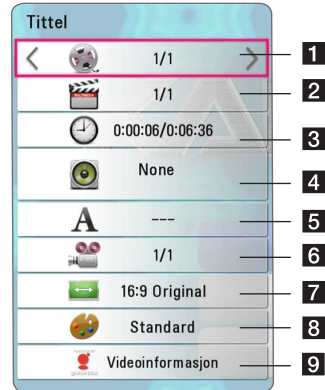 Tittel
1/1 1
1/1 2
0:00:06/0:06:36 3
None 4
A --- 5
1/1 6
16:9 Original 7
Standard 8
Videoinformasjon 9